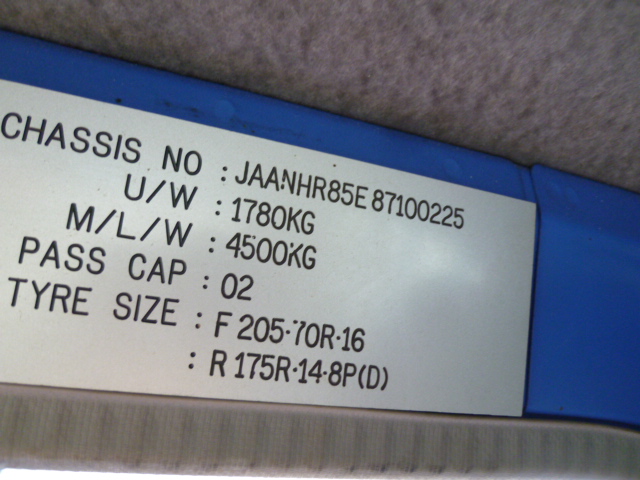 CHASSIS NO : JAANHR85E 87100225
U/W : 1780KG
M/L/W : 4500KG
PASS CAP : 02
TYRE SIZE : F 205-70R-16
: R 175R-14-8P(D)